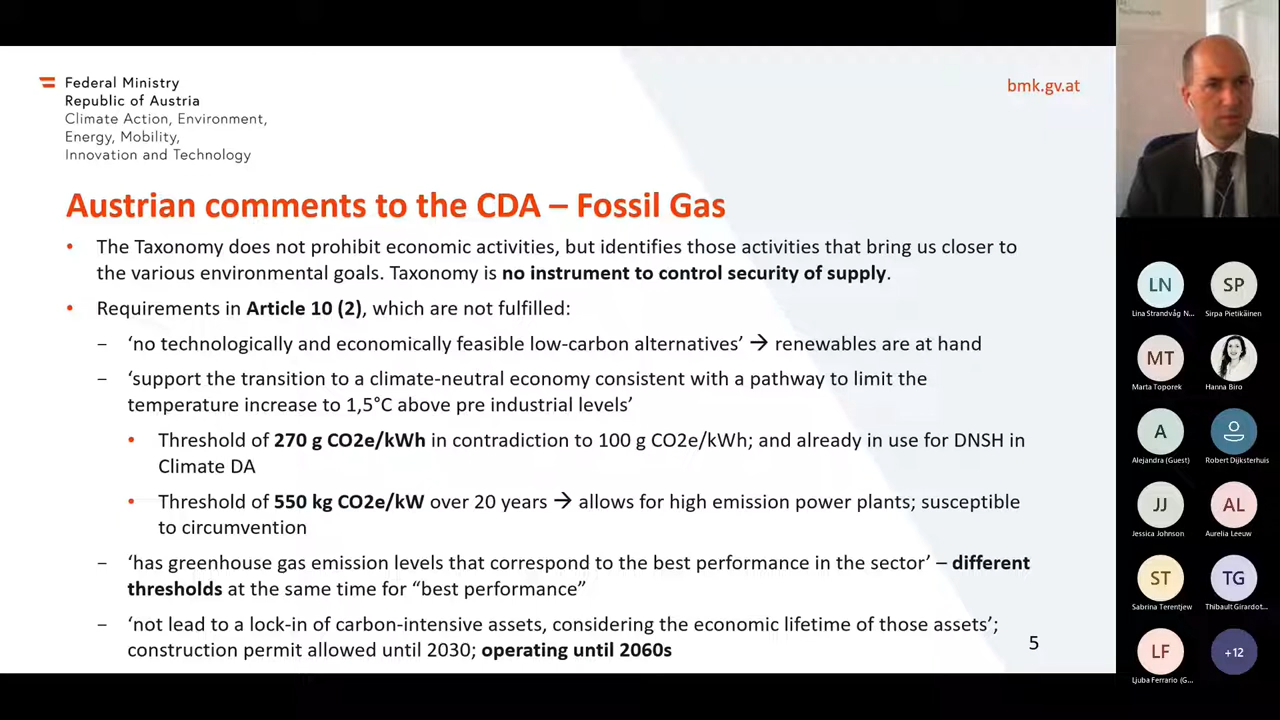 Federal Ministry
Republic of Austria
Climate Action, Environment,
Energy, Mobility,
Innovation and Technology
bmk.gv.at
Austrian comments to the CDA – Fossil Gas
• The Taxonomy does not prohibit economic activities, but identifies those activities that bring us closer to
the various environmental goals. Taxonomy is no instrument to control security of supply.
• Requirements in Article 10 (2), which are not fulfilled:
– ‘no technologically and economically feasible low-carbon alternatives’ → renewables are at hand
– ‘support the transition to a climate-neutral economy consistent with a pathway to limit the
temperature increase to 1,5°C above pre industrial levels’
• Threshold of 270 g CO2e/kWh in contradiction to 100 g CO2e/kWh; and already in use for DNSH in
Climate DA
• Threshold of 550 kg CO2e/kW over 20 years → allows for high emission power plants; susceptible
to circumvention
– ‘has greenhouse gas emission levels that correspond to the best performance in the sector’ – different
thresholds at the same time for “best performance”
– ‘not lead to a lock-in of carbon-intensive assets, considering the economic lifetime of those assets’;
construction permit allowed until 2030; operating until 2060s
5
LN
SP
Lina Strandvåg N...
Sirpa Pietikäinen
MT
Marta Toporek
Hanna Biro
A
Alejandra (Guest)
Robert Dijksterhuis
JJ
AL
Jessica Johnson
Aurelia Leeuw
ST
TG
Sabrina Terentjew
Thibault Girardot...
LF
+12
Ljuba Ferrario (G...